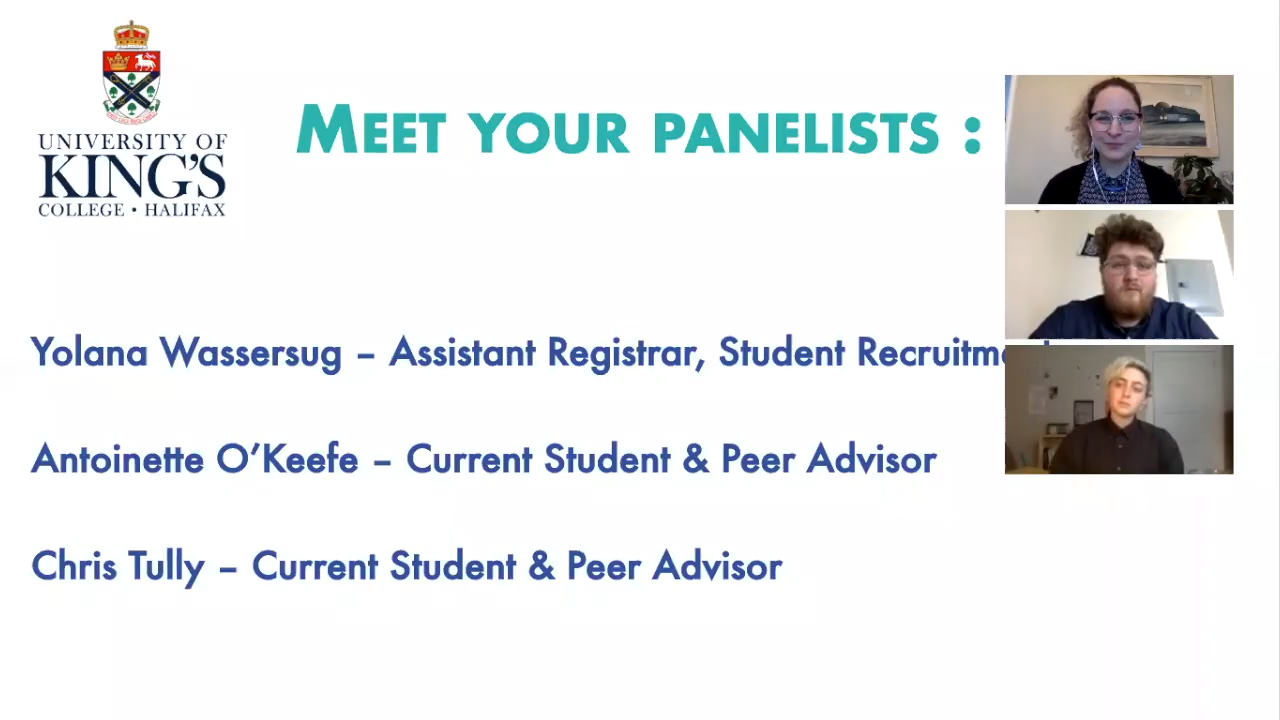 UNIVERSITY OF
KING'S
COLLEGE • HALIFAX
MEET YOUR PANELISTS :
Yolana Wassersug – Assistant Registrar, Student
Antoinette O'Keefe – Current Student & Peer Advisor
Chris Tully – Current Student & Peer Advisor